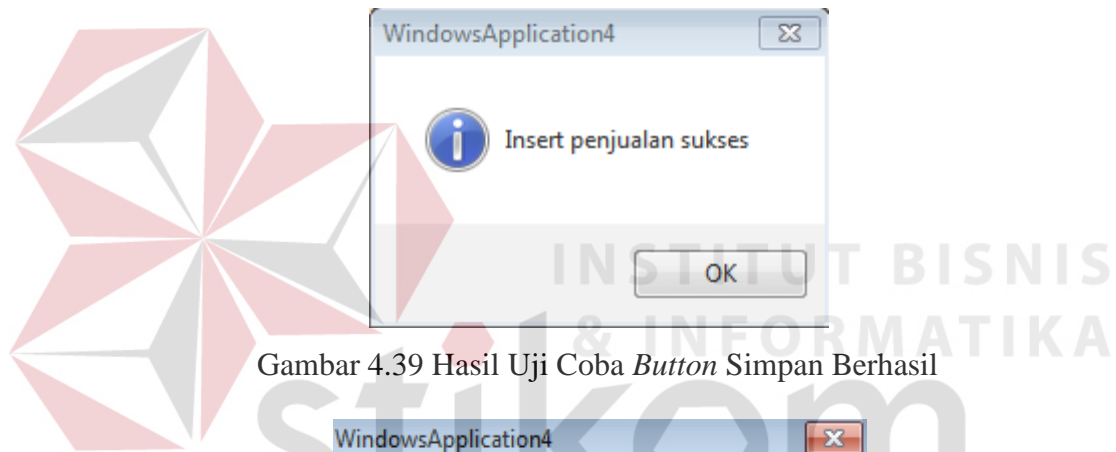 WindowsApplication4
Insert penjualan sukses
OK
INSTITUT BISNIS
& INFORMATIKA
Gambar 4.39 Hasil Uji Coba Button Simpan Berhasil
stikom
WindowsApplication4